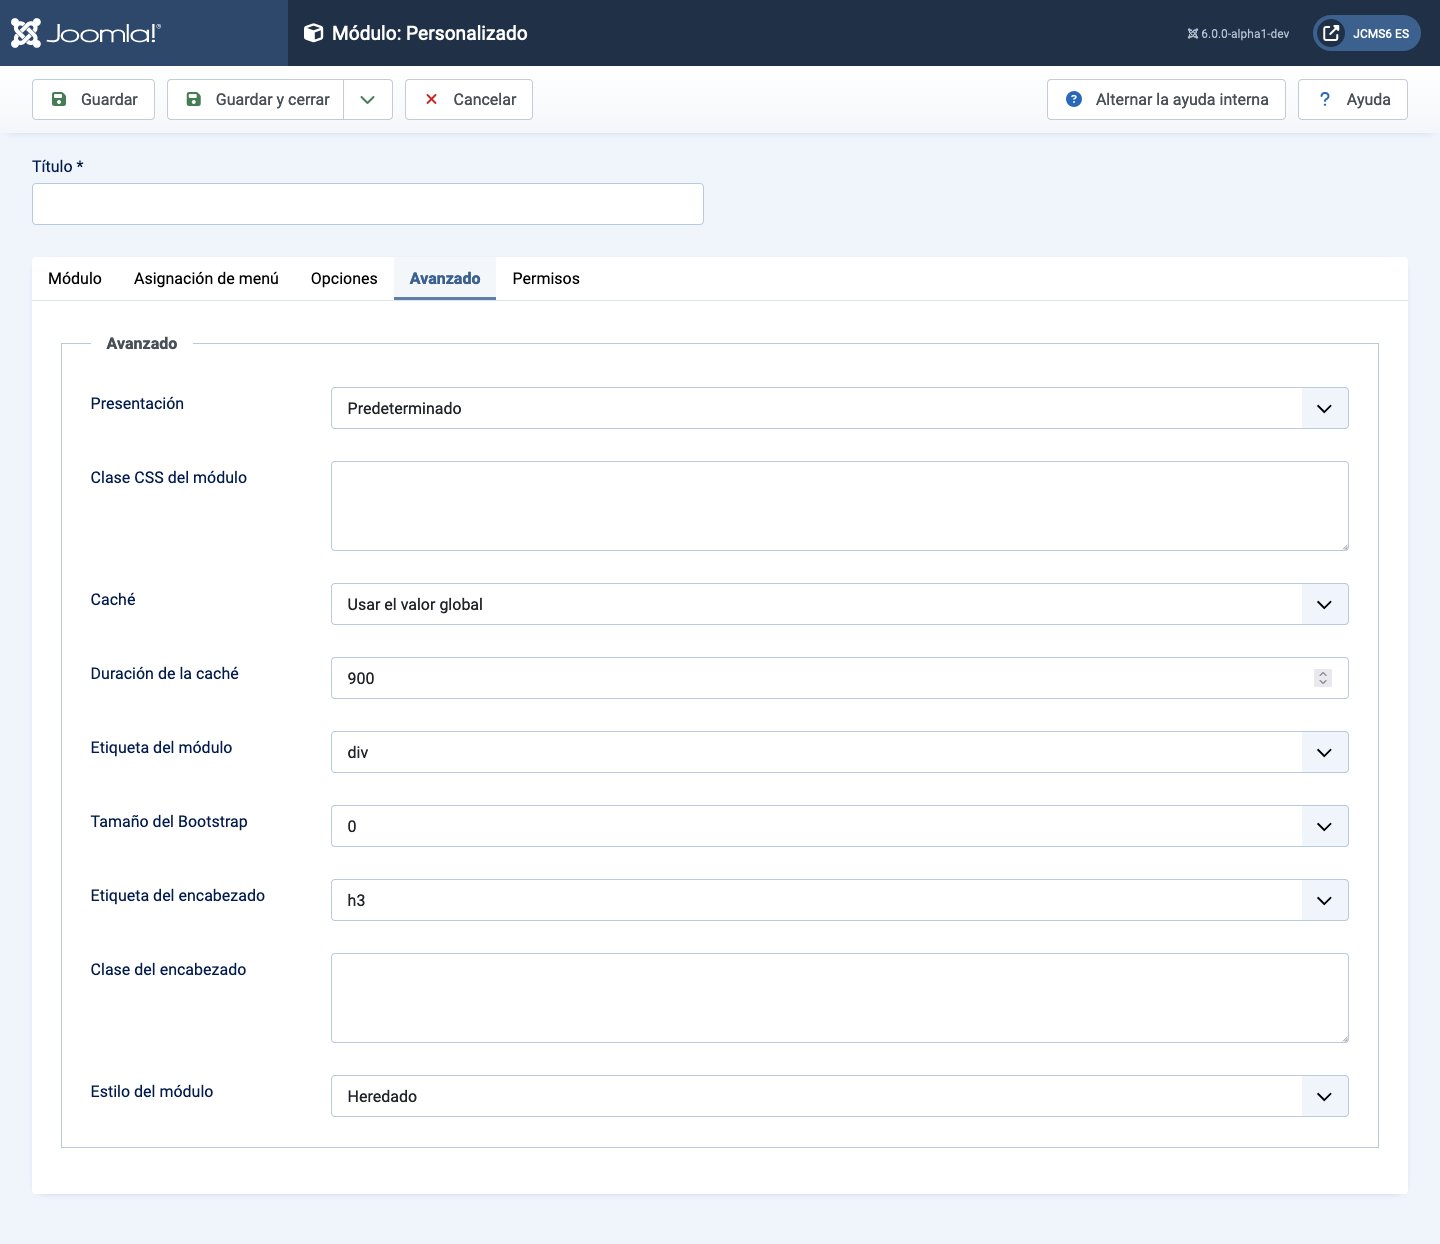 Joomla!®
Módulo: Personalizado
6.0.0-alpha1-dev
JCMS6 ES
Guardar
Guardar y cerrar
Cancelar
Alternar la ayuda interna
? Ayuda
Título *
Módulo
Asignación de menú
Opciones
Avanzado
Permisos
Avanzado
Presentación
Predeterminado
Clase CSS del módulo
Caché
Usar el valor global
Duración de la caché
900
Etiqueta del módulo
div
Tamaño del Bootstrap
0
Etiqueta del encabezado
h3
Clase del encabezado
Estilo del módulo
Heredado